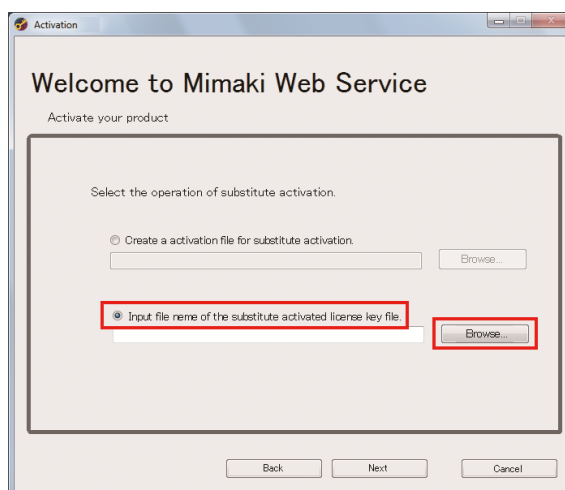 Activation
Welcome to Mimaki Web Service
Activate your product
Select the operation of substitute activation.
Create a activation file for substitute activation.
Browse...
Input file neme of the substitute activated license key file.
Browse...
Back Next Cancel